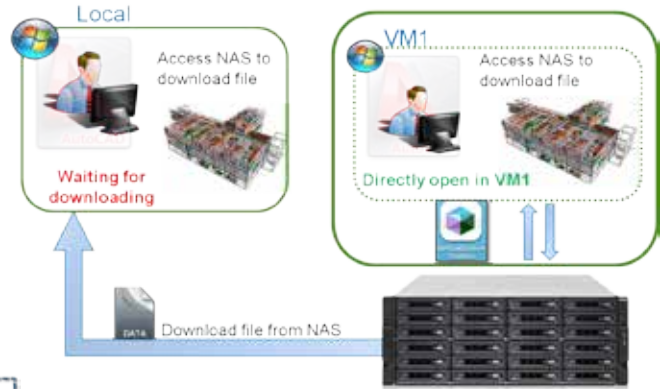 Local
Access NAS to
download file
AutoCAD
Waiting for
downloading
VM1
Access NAS to
download file
Directly open in VM1
DATA
Download file from NAS